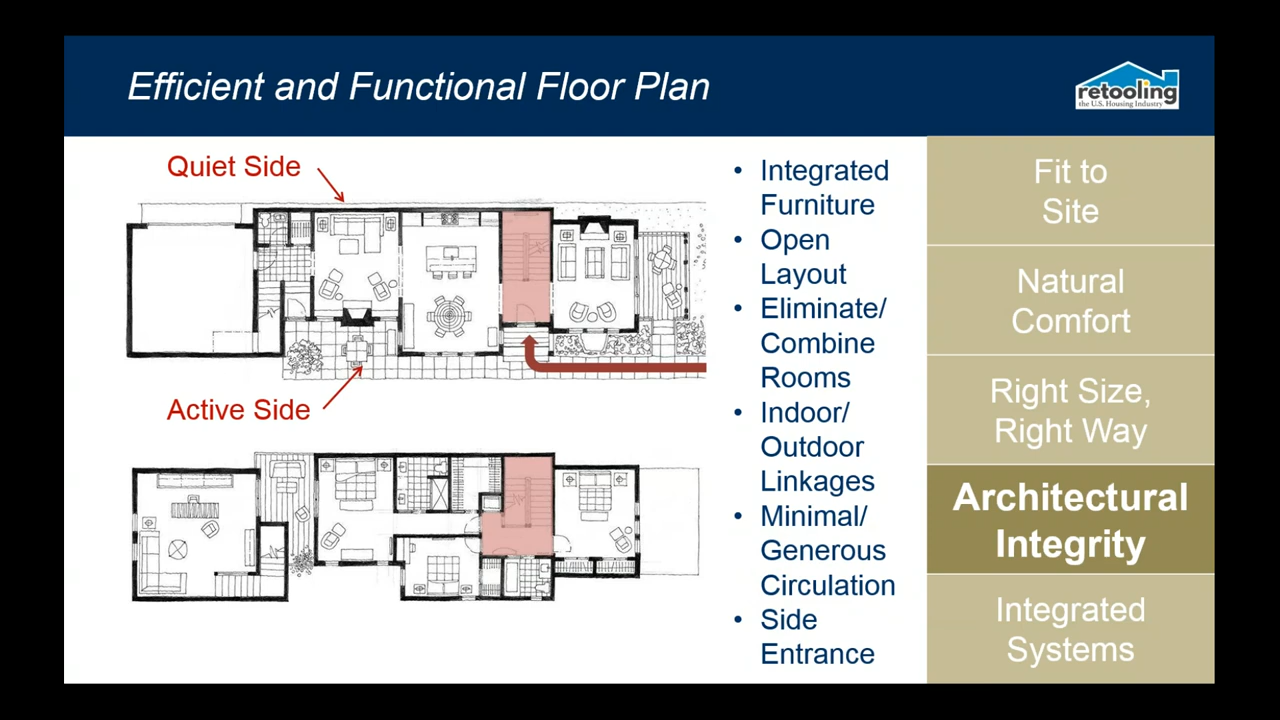 Efficient and Functional Floor Plan
retooling
the U.S. Housing Industry
Quiet Side
Active Side
• Integrated
Furniture
• Open
Layout
• Eliminate/
Combine
Rooms
• Indoor/
Outdoor
Linkages
• Minimal/
Generous
Circulation
• Side
Entrance
Fit to
Site
Natural
Comfort
Right Size,
Right Way
Architectural
Integrity
Integrated
Systems